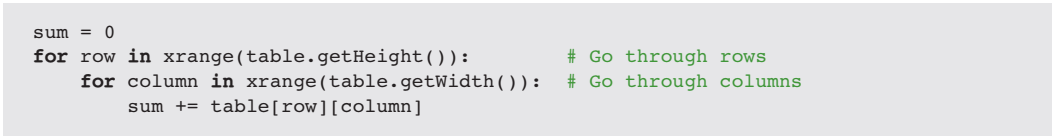 sum = 0
for row in xrange(table.getHeight()):         # Go through rows
    for column in xrange(table.getWidth()):  # Go through columns
        sum += table[row][column]